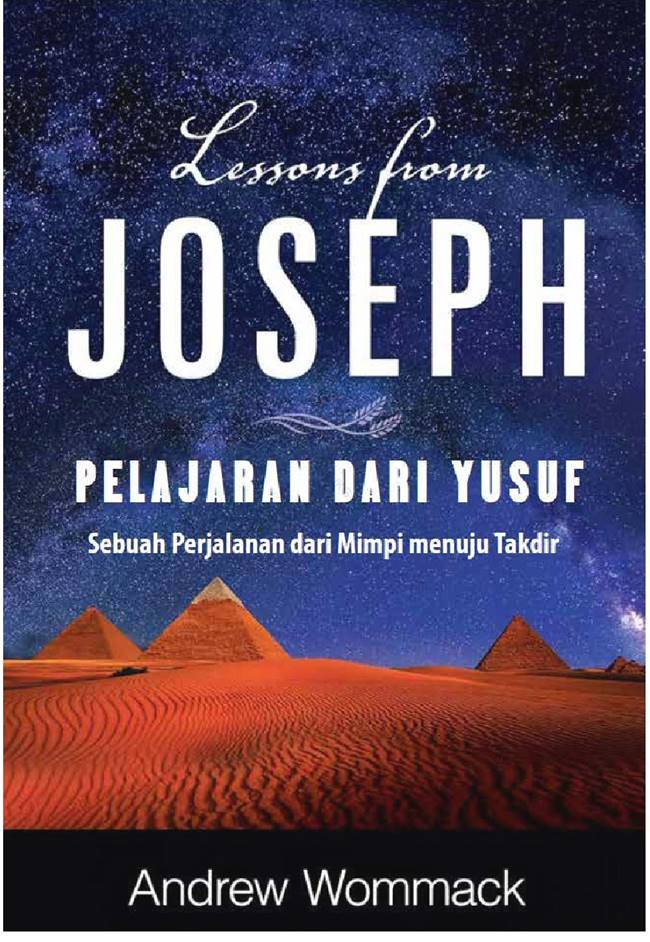 Lessons from
JOSEPH
PELAJARAN DARI YUSUF
Sebuah Perjalanan dari Mimpi menuju Takdir
Andrew Wommack